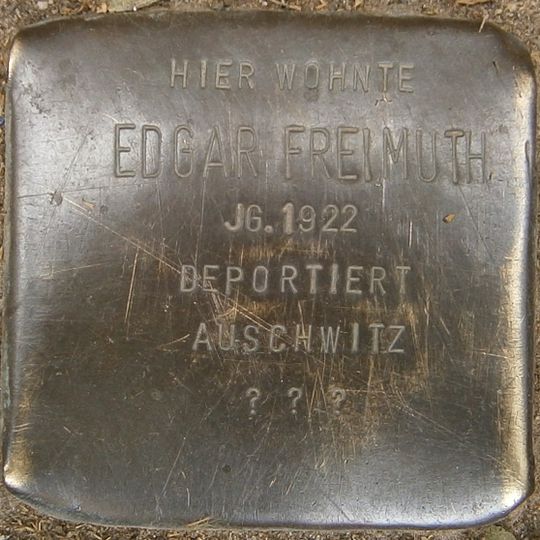 HIER WOHNTE
EDGAR FREIMUTH
JG. 1922
DEPORTIERT
AUSCHWITZ
? ? ?